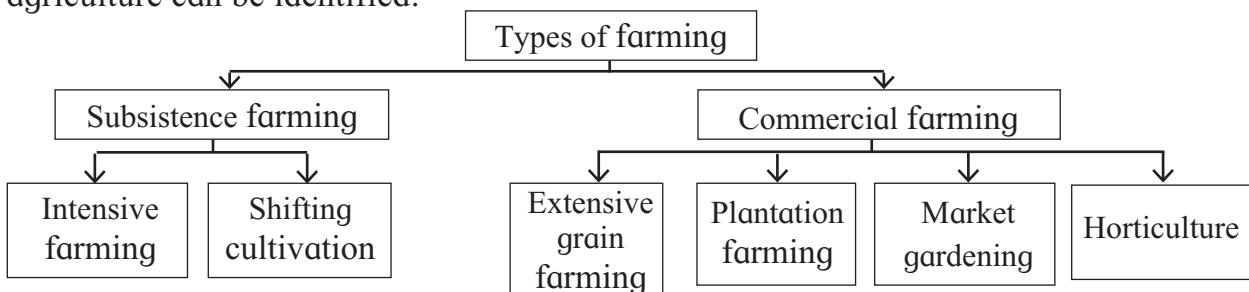 agriculture can be identified.
Types of farming
Subsistence farming
Commercial farming
Intensive
farming
Shifting
cultivation
Extensive
grain
farming
Plantation
farming
Market
gardening
Horticulture